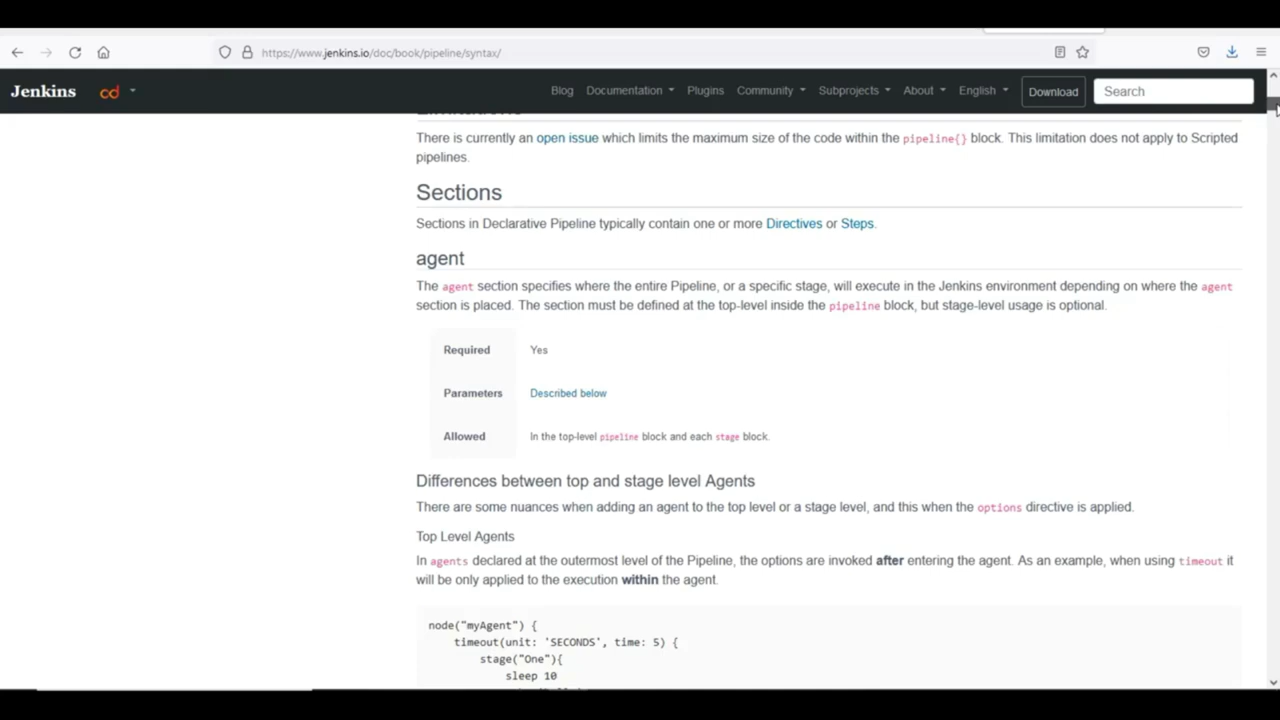 https://www.jenkins.io/doc/book/pipeline/syntax/
Jenkins cd Blog Documentation Plugins Community Subprojects About English Download Search
There is currently an open issue which limits the maximum size of the code within the pipeline{} block. This limitation does not apply to Scripted
pipelines.
Sections
Sections in Declarative Pipeline typically contain one or more Directives or Steps.
agent
The agent section specifies where the entire Pipeline, or a specific stage, will execute in the Jenkins environment depending on where the agent
section is placed. The section must be defined at the top-level inside the pipeline block, but stage-level usage is optional.
Required Yes
Parameters Described below
Allowed In the top-level pipeline block and each stage block.
Differences between top and stage level Agents
There are some nuances when adding an agent to the top level or a stage level, and this when the options directive is applied.
Top Level Agents
In agents declared at the outermost level of the Pipeline, the options are invoked after entering the agent. As an example, when using timeout it
will be only applied to the execution within the agent.
node("myAgent") {
timeout(unit: 'SECONDS', time: 5) {
stage("One"){
sleep 10